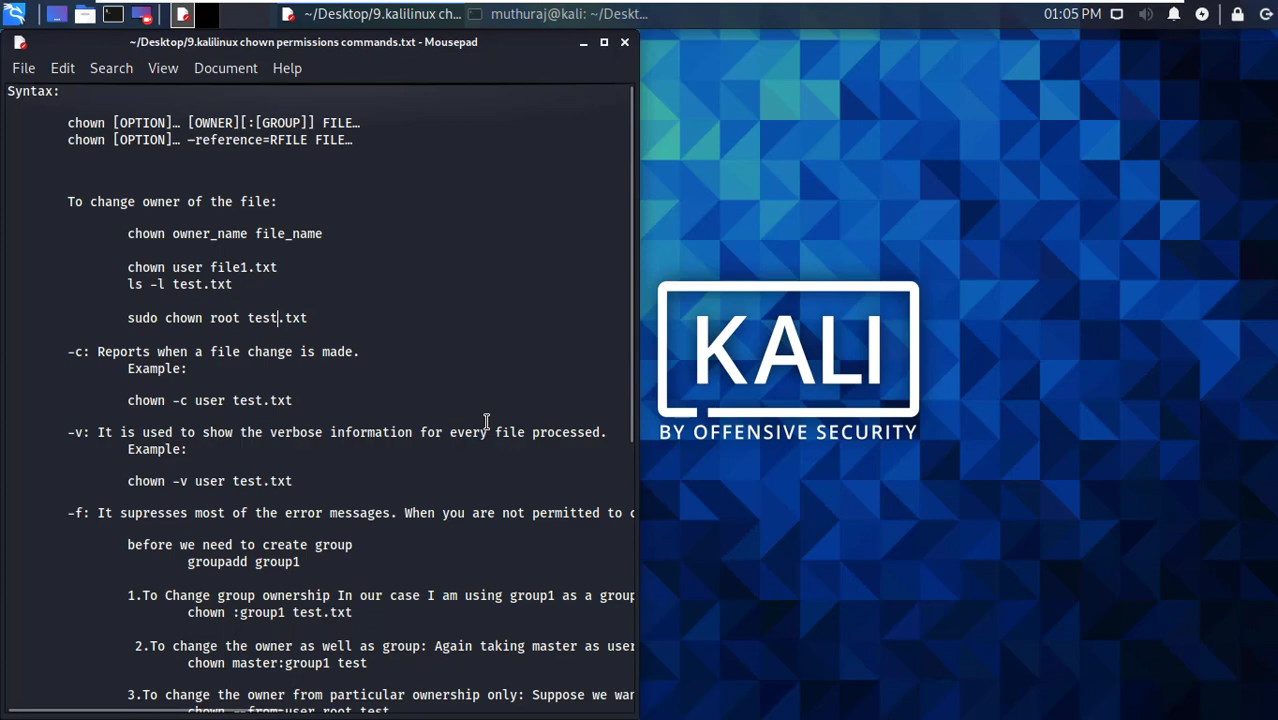 ~/Desktop/9.kalilinux ch...
muthuraj@kali: ~/Deskt...
01:05 PM
~/Desktop/9.kalilinux chown permissions commands.txt - Mousepad
File Edit Search View Document Help
Syntax:
chown [OPTION]… [OWNER][:[GROUP]] FILE…
chown [OPTION]… –reference=RFILE FILE…
To change owner of the file:
chown owner_name file_name
chown user file1.txt
ls -l test.txt
sudo chown root test.txt
-c: Reports when a file change is made.
Example:
chown -c user test.txt
-v: It is used to show the verbose information for every file processed.
Example:
chown -v user test.txt
-f: It supresses most of the error messages. When you are not permitted to c
before we need to create group
groupadd group1
1.To Change group ownership In our case I am using group1 as a group
chown :group1 test.txt
2.To change the owner as well as group: Again taking master as user
chown master:group1 test
3.To change the owner from particular ownership only: Suppose we wan
chown --from=user root test
KALI
BY OFFENSIVE SECURITY